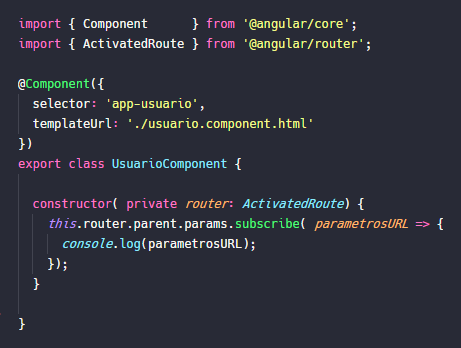 import { Component      } from '@angular/core';
import { ActivatedRoute } from '@angular/router';

@Component({
  selector: 'app-usuario',
  templateUrl: './usuario.component.html'
})
export class UsuarioComponent {

  constructor( private router: ActivatedRoute) {
    this.router.parent.params.subscribe( parametrosURL => {
      console.log(parametrosURL);
    });
  }

}